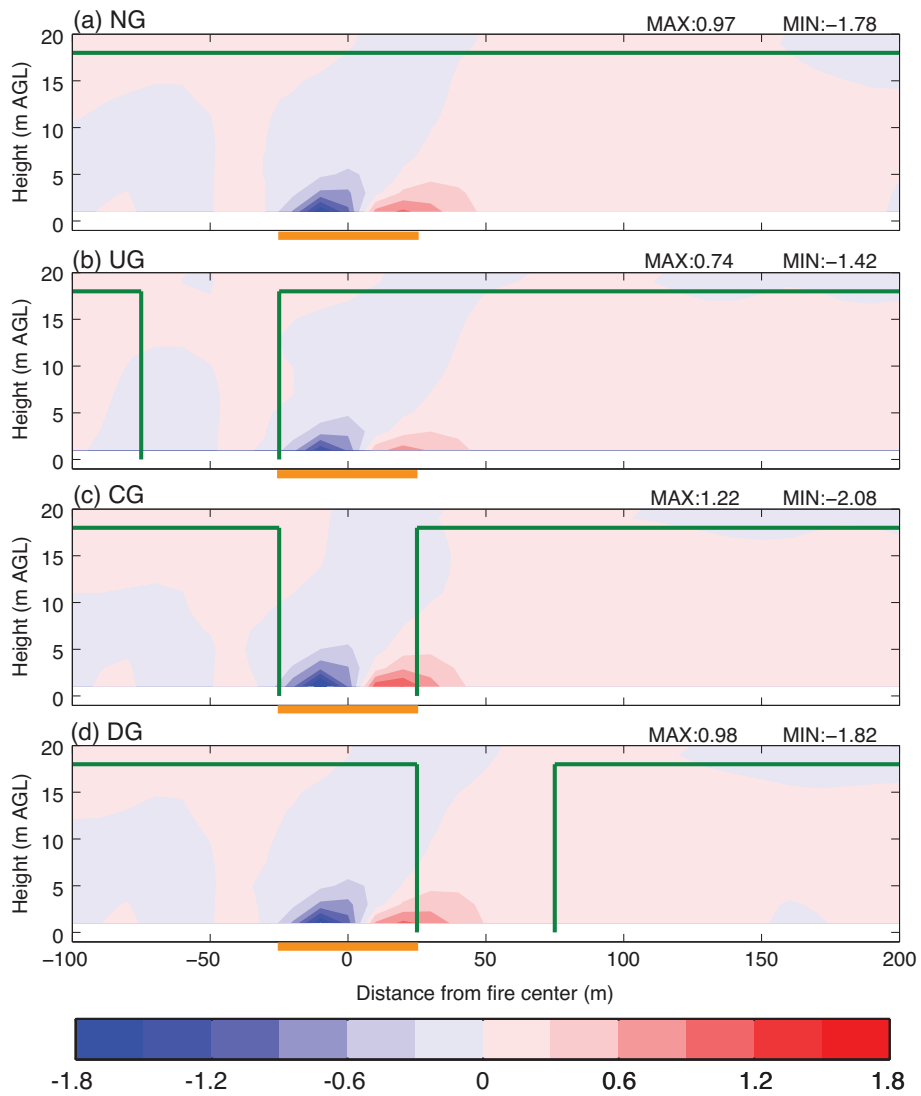 (a) NG MAX:0.97 MIN:−1.78
20
15
10
5
0
Height (m AGL)
(b) UG MAX:0.74 MIN:−1.42
20
15
10
5
0
Height (m AGL)
(c) CG MAX:1.22 MIN:−2.08
20
15
10
5
0
Height (m AGL)
(d) DG MAX:0.98 MIN:−1.82
20
15
10
5
0
Height (m AGL)
−100 −50 0 50 100 150 200
Distance from fire center (m)
-1.8 -1.2 -0.6 0 0.6 1.2 1.8